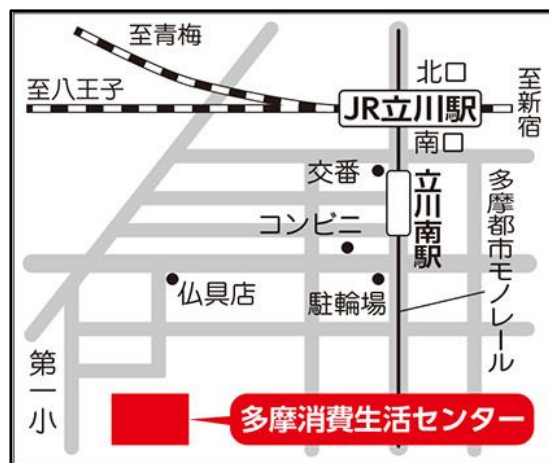 至青梅
北口
至八王子
JR立川駅
至新宿
南口
交番
立川南駅
コンビニ
多摩都市モノレール
仏具店
駐輪場
第一小
多摩消費生活センター